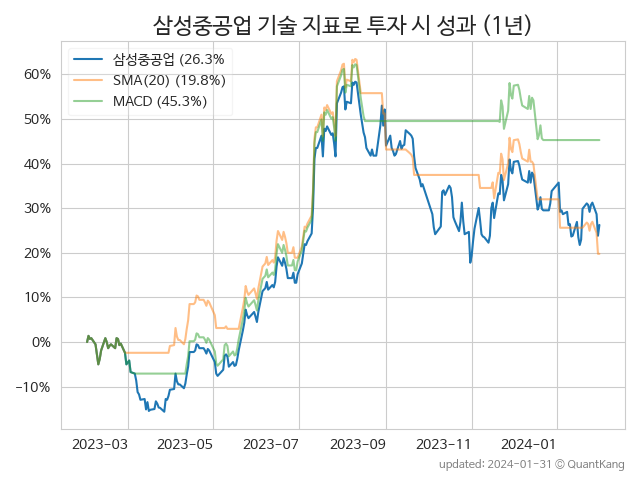 삼성중공업 기술 지표로 투자 시 성과 (1년)
삼성중공업 (26.3%
SMA(20) (19.8%)
MACD (45.3%)
60%
50%
40%
30%
20%
10%
0%
−10%
2023-03 2023-05 2023-07 2023-09 2023-11 2024-01
updated: 2024-01-31 © QuantKang